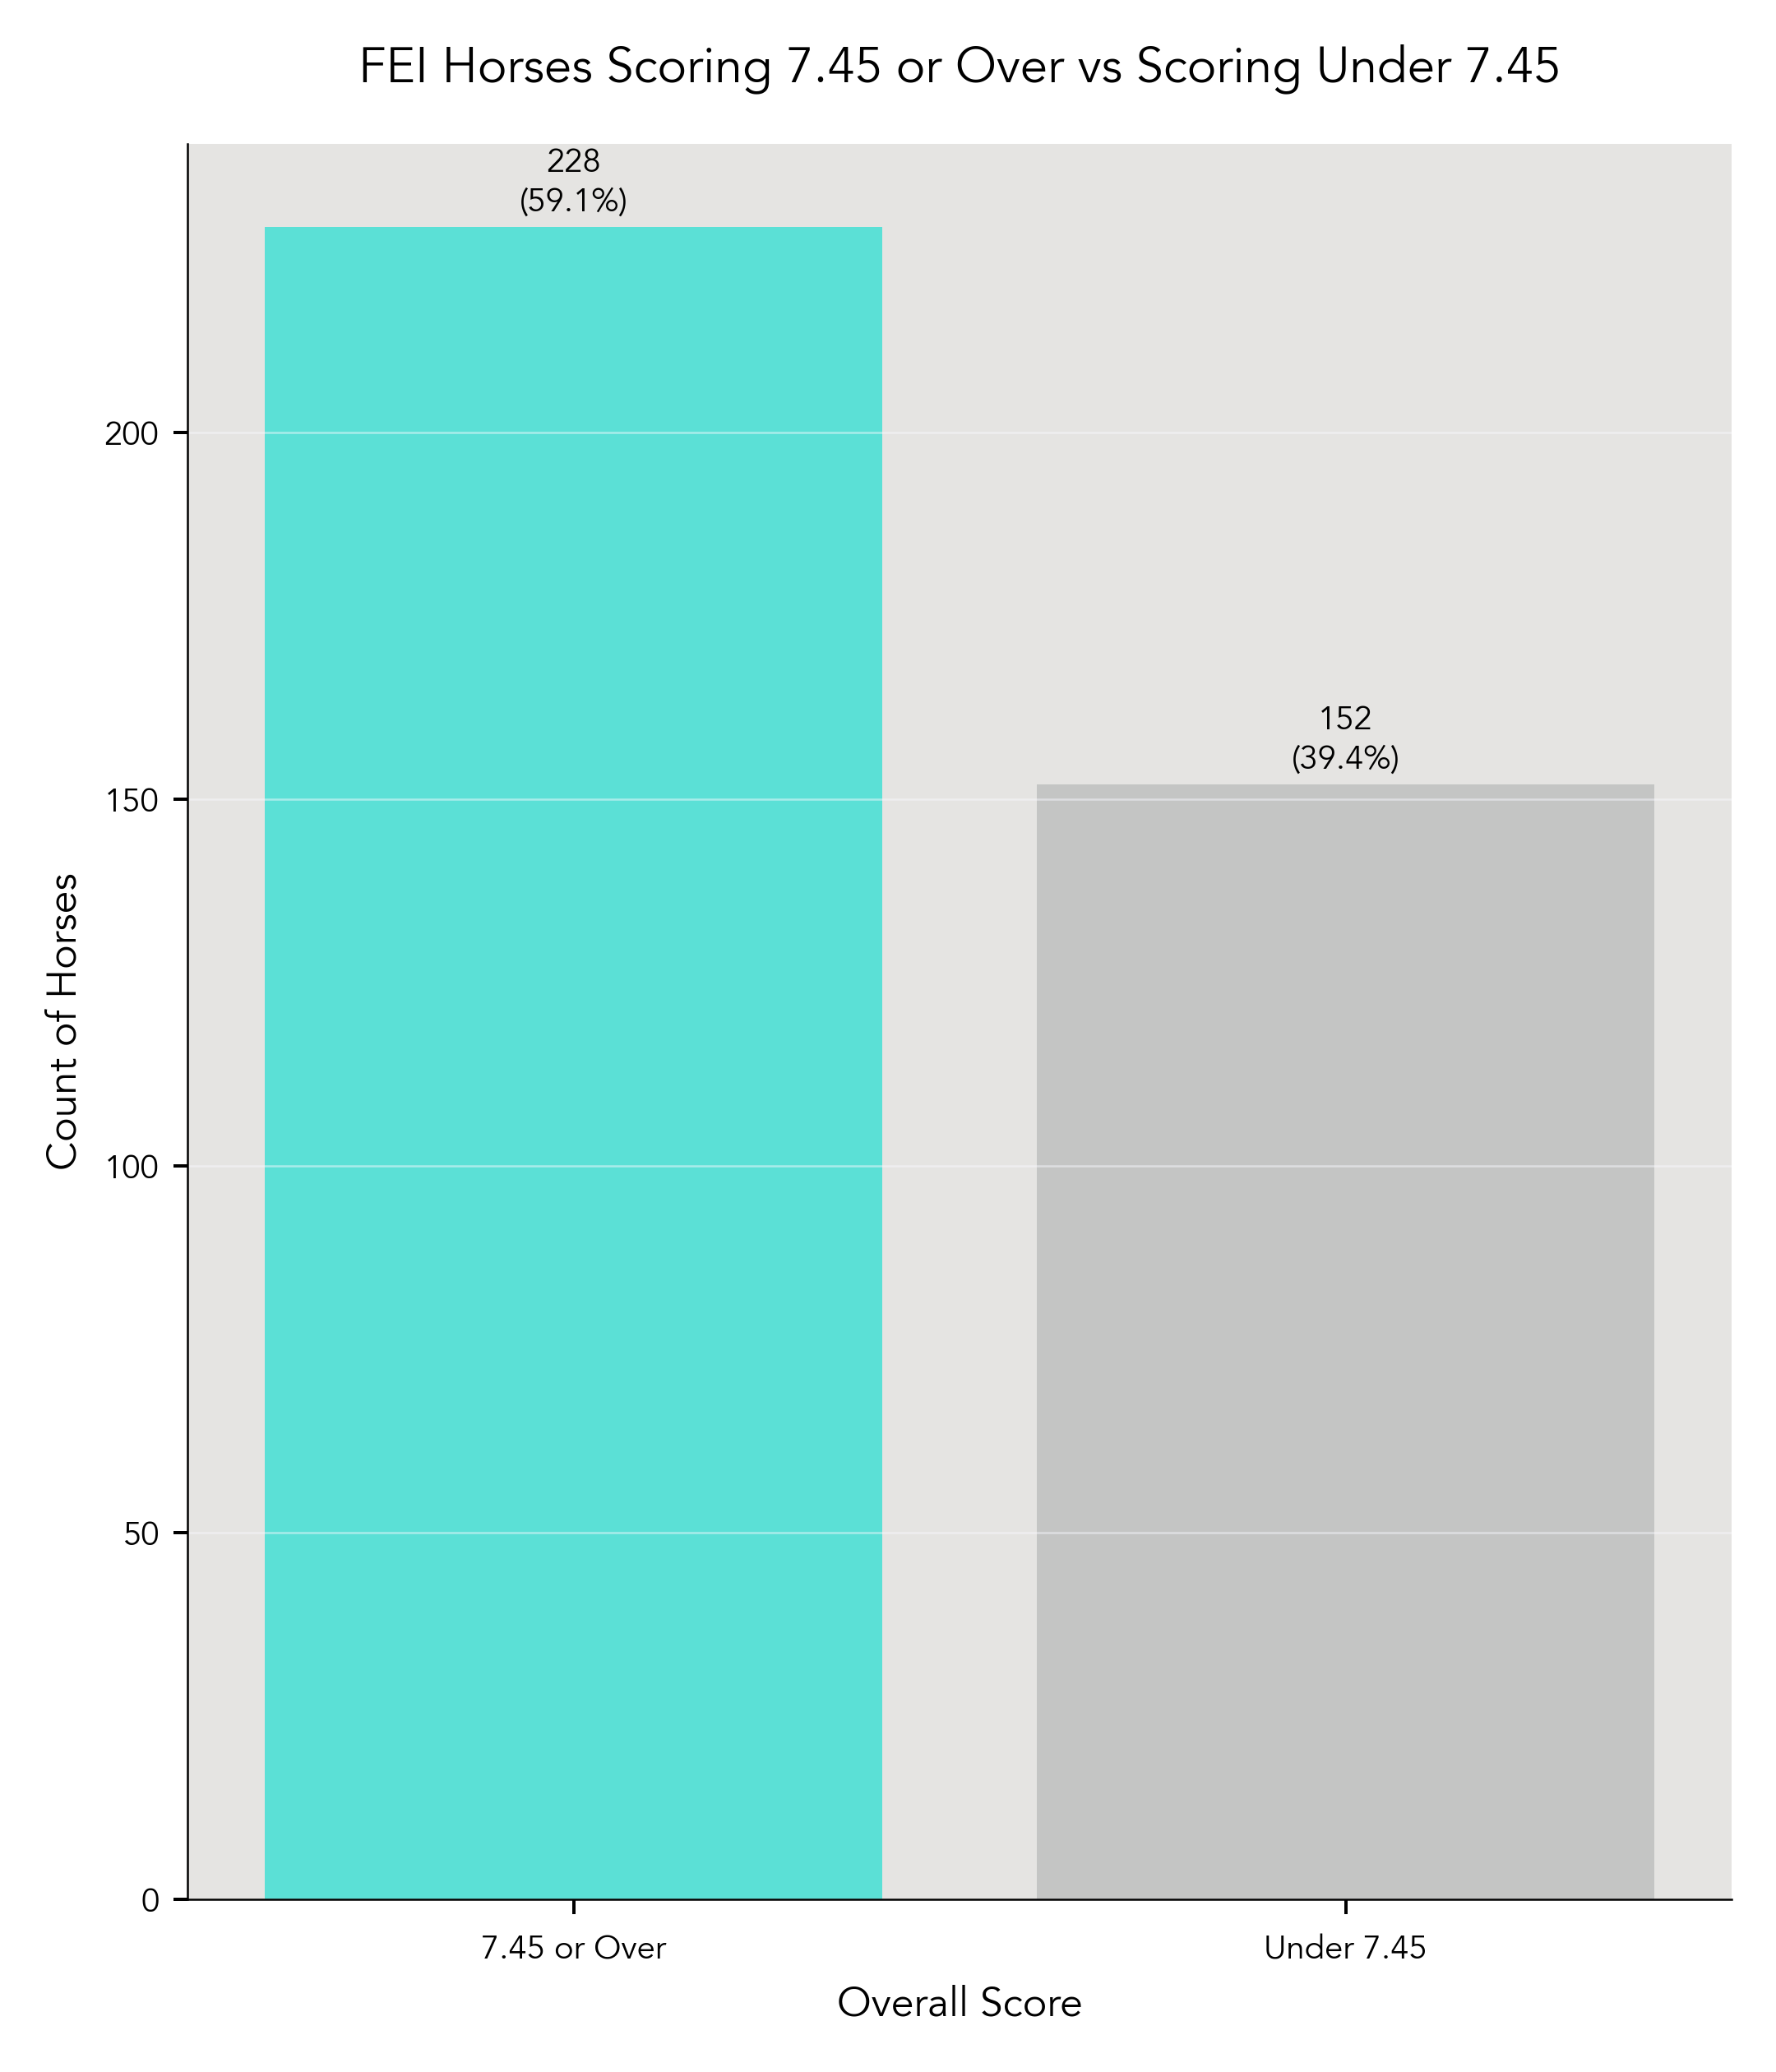 FEI Horses Scoring 7.45 or Over vs Scoring Under 7.45
228
(59.1%)
152
(39.4%)
200
150
100
50
0
Count of Horses
7.45 or Over
Under 7.45
Overall Score